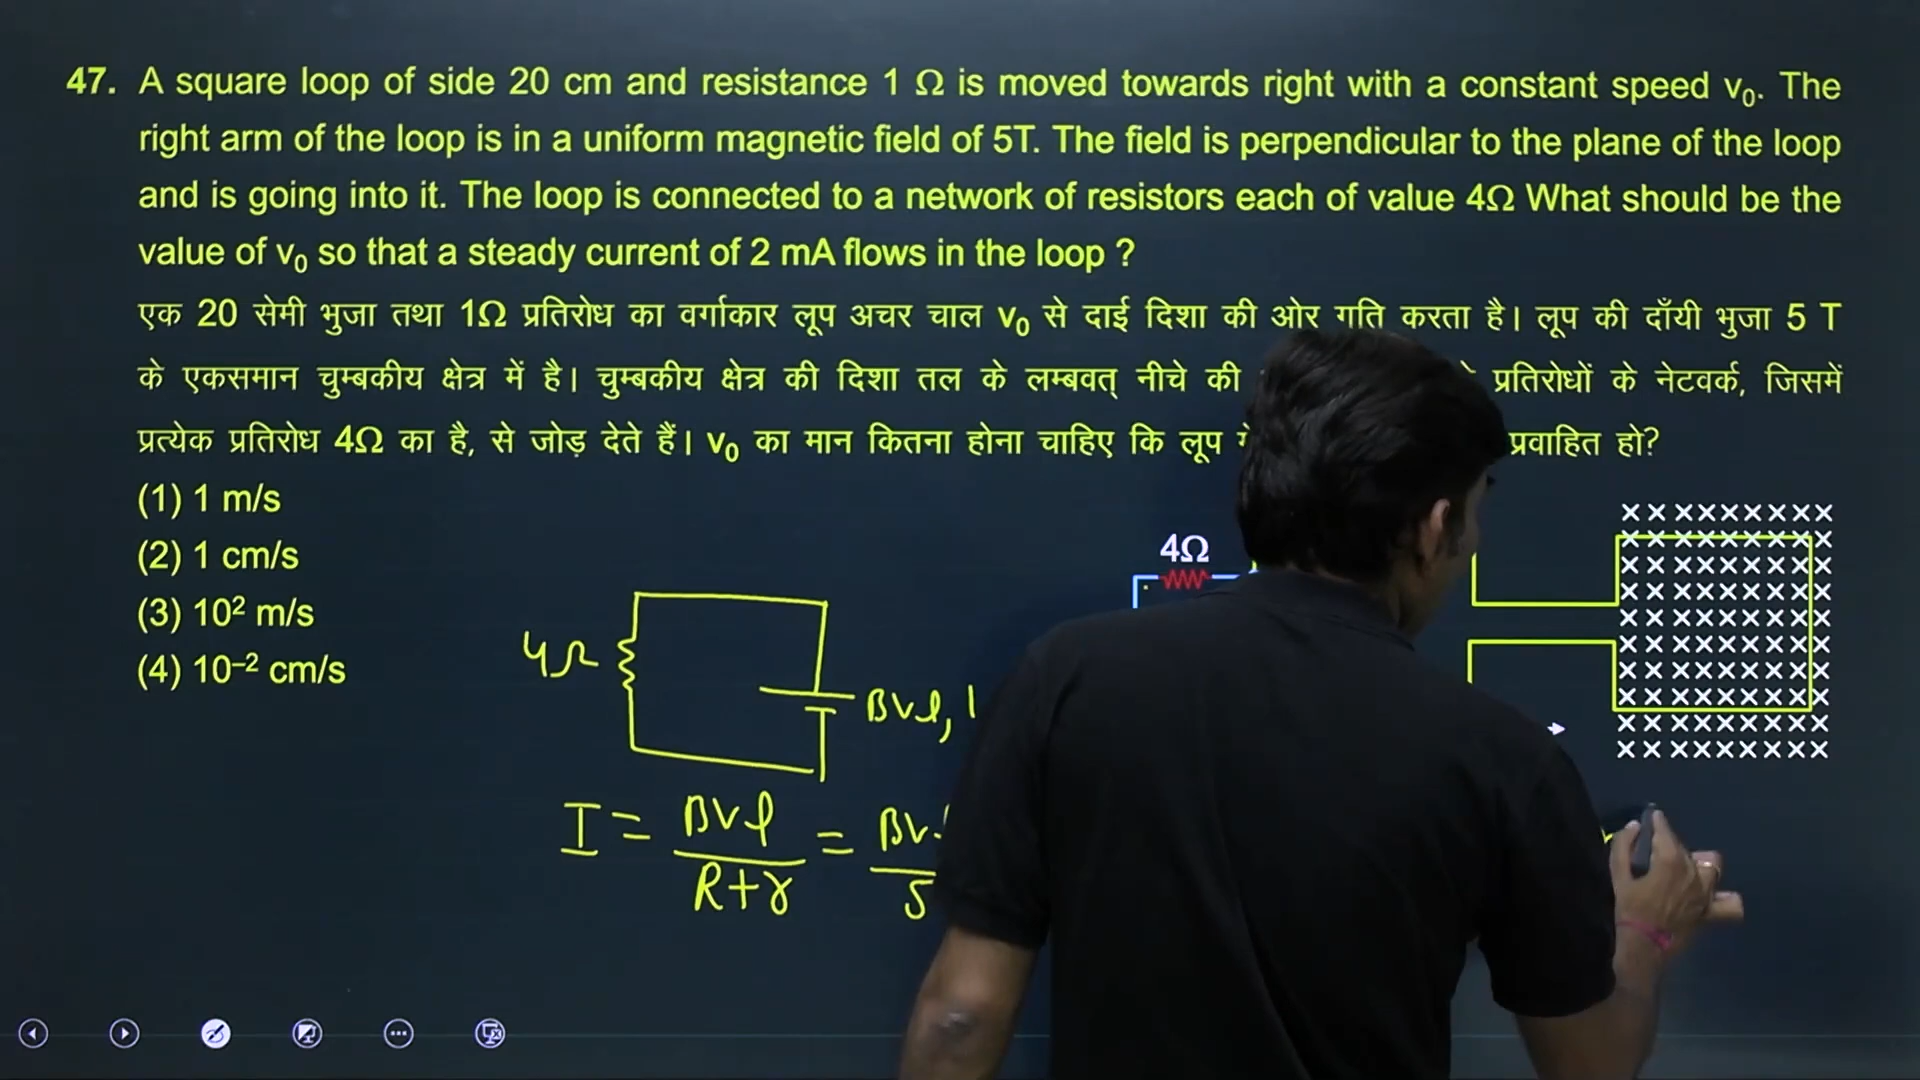 47. A square loop of side 20 cm and resistance 1 Ω is moved towards right with a constant speed v₀. The
right arm of the loop is in a uniform magnetic field of 5T. The field is perpendicular to the plane of the loop
and is going into it. The loop is connected to a network of resistors each of value 4Ω What should be the
value of v₀ so that a steady current of 2 mA flows in the loop ?
एक 20 सेमी भुजा तथा 1Ω प्रतिरोध का वर्गाकार लूप अचर चाल v₀ से दाई दिशा की ओर गति करता है। लूप की दाँयी भुजा 5 T
के एकसमान चुम्बकीय क्षेत्र में है। चुम्बकीय क्षेत्र की दिशा तल के लम्बवत् नीचे की प्रतिरोधों के नेटवर्क, जिसमें
प्रत्येक प्रतिरोध 4Ω का है, से जोड़ देते हैं। v₀ का मान कितना होना चाहिए कि लूप प्रवाहित हो?
(1) 1 m/s
(2) 1 cm/s
(3) 10² m/s
(4) 10⁻² cm/s
4Ω
4Ω
Bvl, 1
I = Bvl/R+r = Bv/5